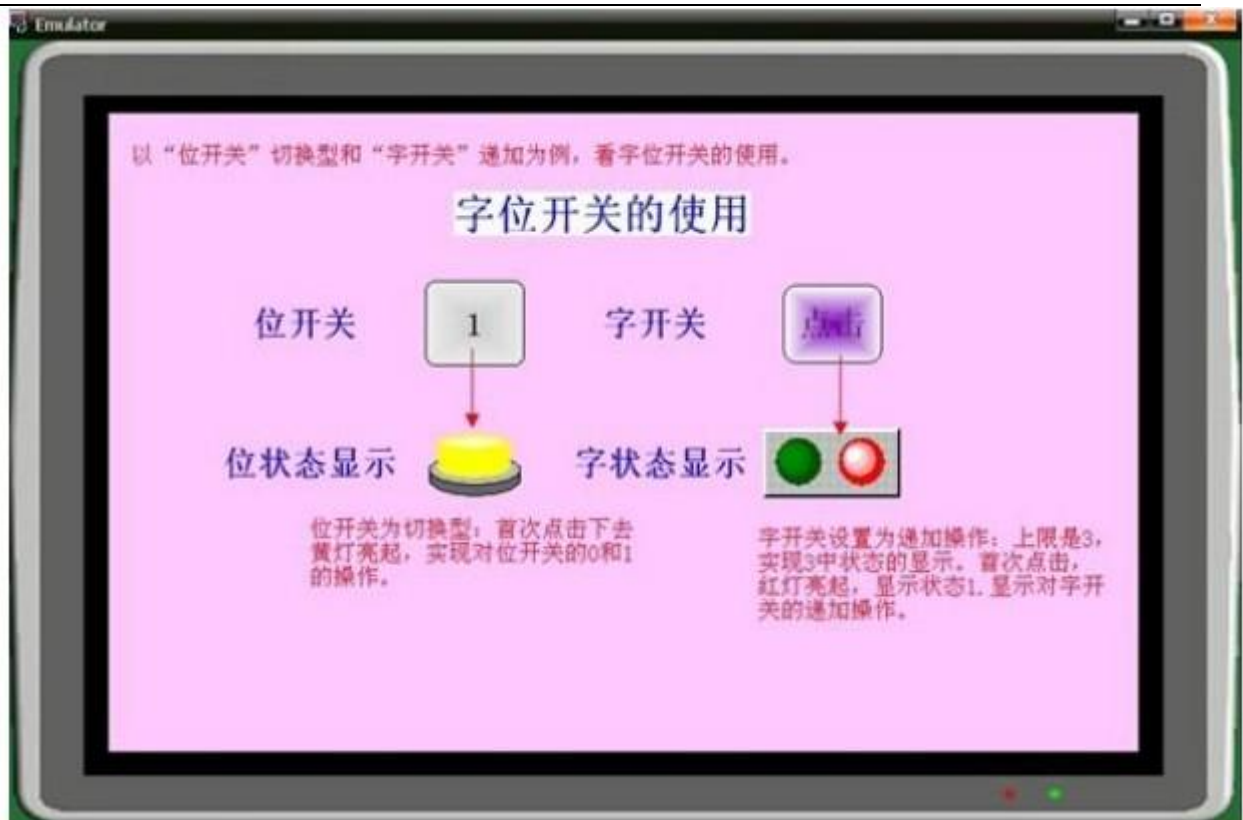 Emulator
以“位开关”切换型和“字开关”递加为例，看字位开关的使用。
字位开关的使用
位开关
1
字开关
点击
位状态显示
字状态显示
位开关为切换型：首次点击下去
黄灯亮起，实现对位开关的0和1
的操作。
字开关设置为递加操作：上限是3，
实现3中状态的显示。首次点击，
红灯亮起，显示状态1.显示对字开
关的递加操作。